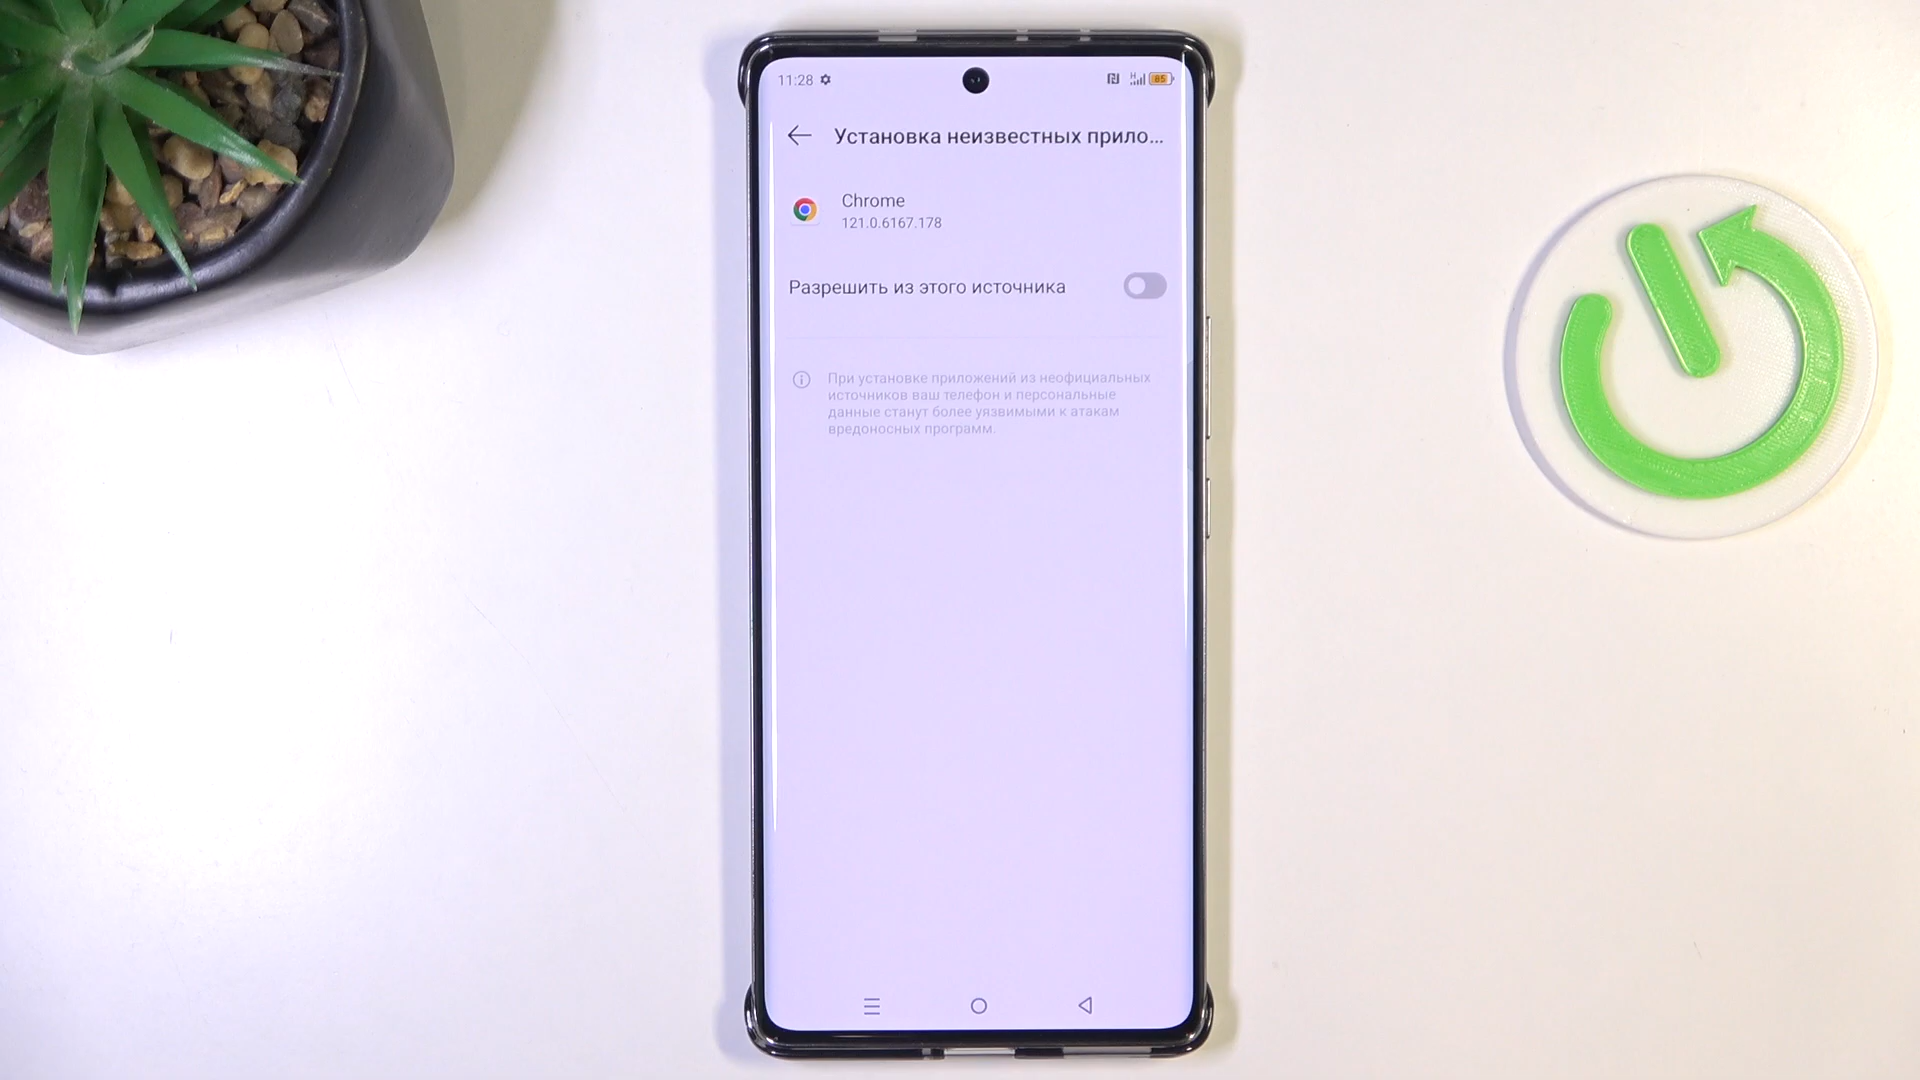 11:28
H
85
Установка неизвестных прило...
Chrome
121.0.6167.178
Разрешить из этого источника
При установке приложений из неофициальных
источников ваш телефон и персональные
данные станут более уязвимыми к атакам
вредоносных программ.